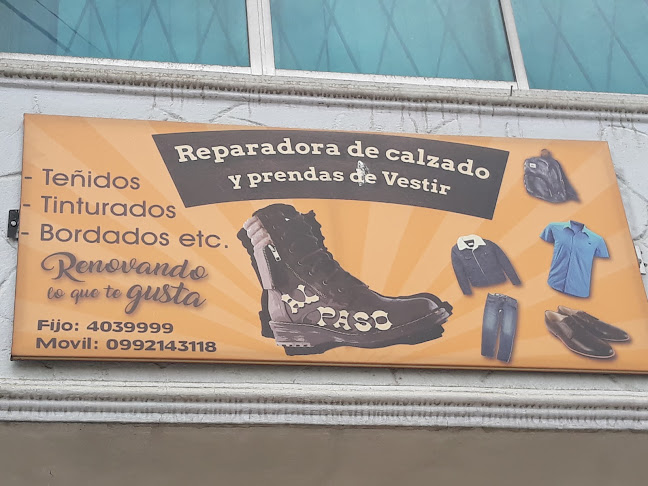 Reparadora de calzado
y prendas de Vestir
- Teñidos
- Tinturados
- Bordados etc.
Renovando
lo que te gusta
Fijo: 4039999
Movil: 0992143118
EL
PASO